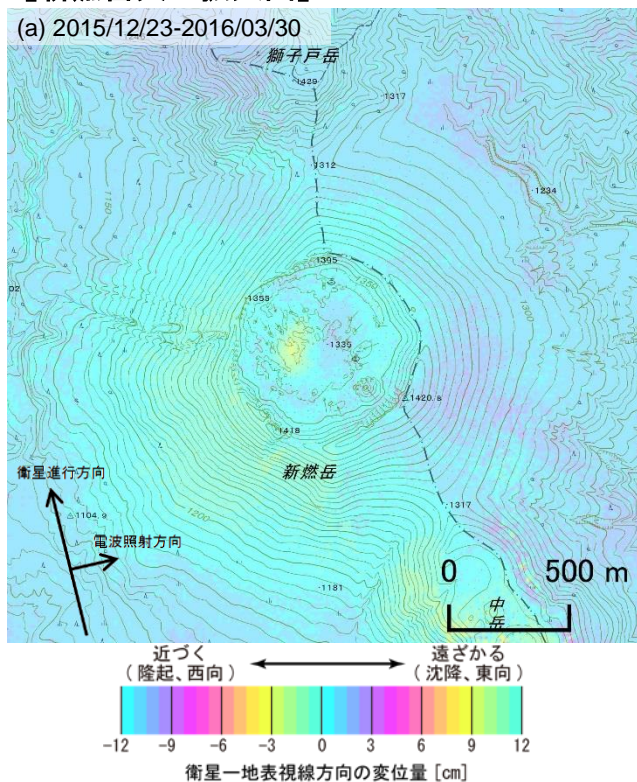 (a) 2015/12/23-2016/03/30
獅子戸岳
1429
1317
1312
1150
1234
1395
1355
1300
1335
1420.8
1418
新燃岳
衛星進行方向
1200
1317
1104.9
電波照射方向
0 500 m
1181
中岳
近づく 遠ざかる
(隆起、西向) (沈降、東向)
-12 -9 -6 -3 0 3 6 9 12
衛星ー地表視線方向の変位量 [cm]